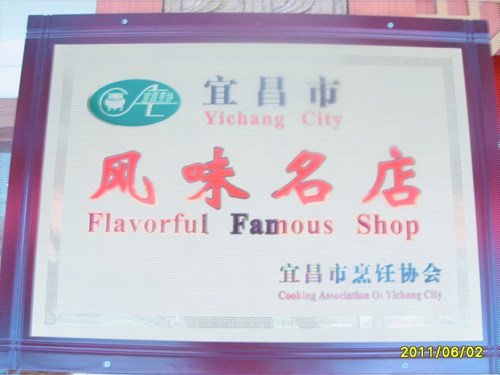 宜昌市
Yichang City
风味名店
Flavorful Famous Shop
宜昌市烹饪协会
Cooking Association Of Yichang City
2011/06/02